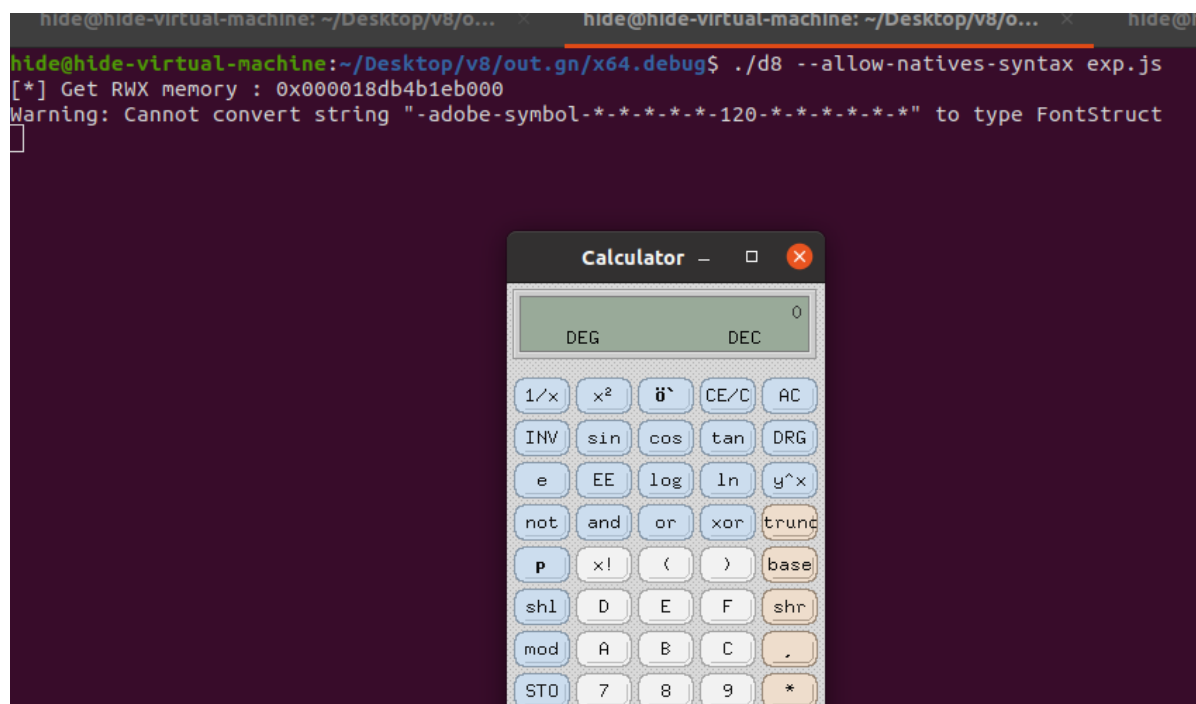 hide@hide-virtual-machine: ~/Desktop/v8/o... × hide@hide-virtual-machine: ~/Desktop/v8/o... × hide@
hide@hide-virtual-machine:~/Desktop/v8/out.gn/x64.debug$ ./d8 --allow-natives-syntax exp.js
[*] Get RWX memory : 0x000018db4b1eb000
Warning: Cannot convert string "-adobe-symbol-*-*-*-*-*-120-*-*-*-*-*-*" to type FontStruct
Calculator
0
DEG DEC
1/x x² ö` CE/C AC
INV sin cos tan DRG
e EE log ln y^x
not and or xor trunc
p x! ( ) base
shl D E F shr
mod A B C ,
STO 7 8 9 *